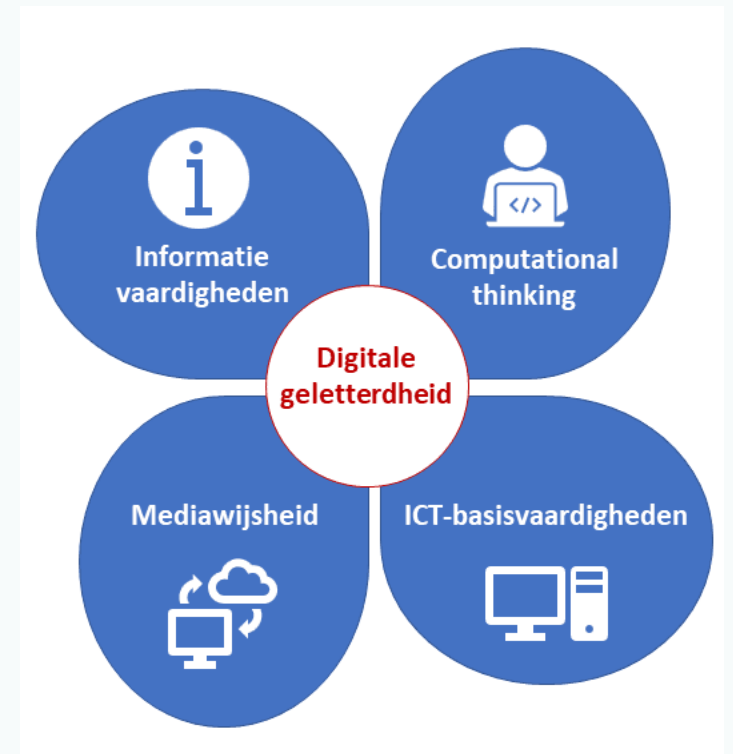 Informatie
vaardigheden
Computational
thinking
Digitale
geletterdheid
Mediawijsheid
ICT-basisvaardigheden